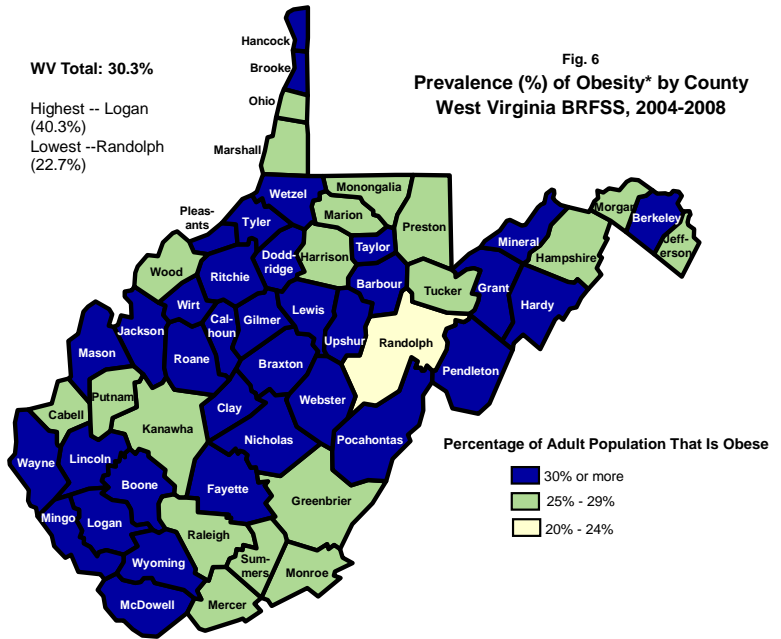 Fig. 6
Prevalence (%) of Obesity* by County
West Virginia BRFSS, 2004-2008
WV Total: 30.3%
Highest -- Logan
(40.3%)
Lowest --Randolph
(22.7%)
Hancock
Brooke
Ohio
Marshall
Wetzel
Monongalia
Marion
Preston
Pleas-
ants
Tyler
Dodd-
ridge
Harrison
Taylor
Morgan
Berkeley
Jeff-
erson
Mineral
Hampshire
Wood
Ritchie
Barbour
Tucker
Grant
Hardy
Wirt
Cal-
houn
Gilmer
Lewis
Upshur
Randolph
Jackson
Mason
Roane
Braxton
Webster
Pendleton
Cabell
Putnam
Kanawha
Clay
Nicholas
Pocahontas
Wayne
Lincoln
Boone
Fayette
Greenbrier
Mingo
Logan
Raleigh
Sum-
mers
Monroe
Wyoming
McDowell
Mercer
Percentage of Adult Population That Is Obese
30% or more
25% - 29%
20% - 24%